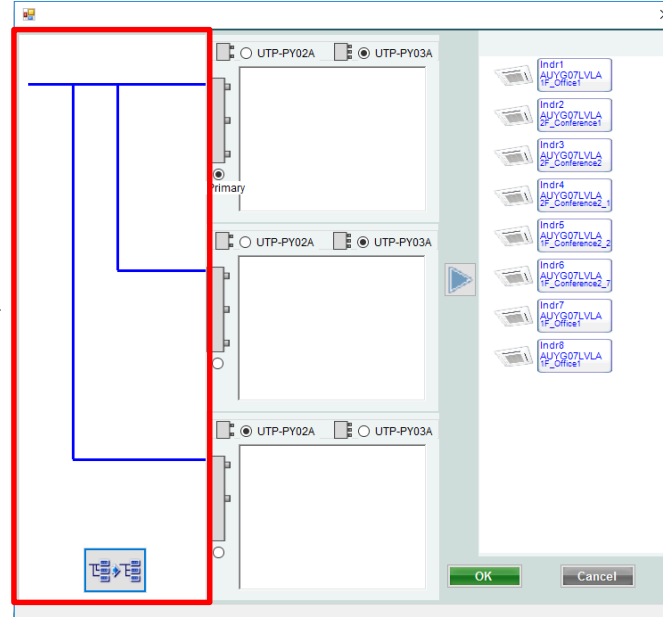 UTP-PY02A UTP-PY03A
Primary
UTP-PY02A UTP-PY03A
UTP-PY02A UTP-PY03A
Indr1
AUYG07LVLA
1F_Office1
Indr2
AUYG07LVLA
2F_Conference1
Indr3
AUYG07LVLA
2F_Conference2
Indr4
AUYG07LVLA
2F_Conference2_1
Indr5
AUYG07LVLA
1F_Conference2_2
Indr6
AUYG07LVLA
1F_Conference2_7
Indr7
AUYG07LVLA
1F_Office1
Indr8
AUYG07LVLA
1F_Office1
OK Cancel